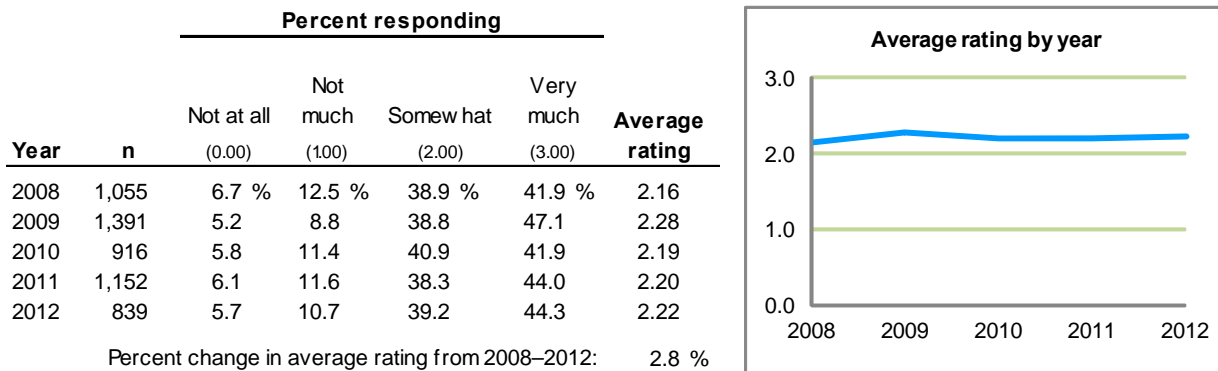 Percent responding
Not
Very
Not at all much Somewhat much Average
Year n (0.00) (1.00) (2.00) (3.00) rating
2008 1,055 6.7 % 12.5 % 38.9 % 41.9 % 2.16
2009 1,391 5.2 8.8 38.8 47.1 2.28
2010 916 5.8 11.4 40.9 41.9 2.19
2011 1,152 6.1 11.6 38.3 44.0 2.20
2012 839 5.7 10.7 39.2 44.3 2.22
Percent change in average rating from 2008–2012: 2.8 %
Average rating by year
3.0
2.0
1.0
0.0
2008 2009 2010 2011 2012